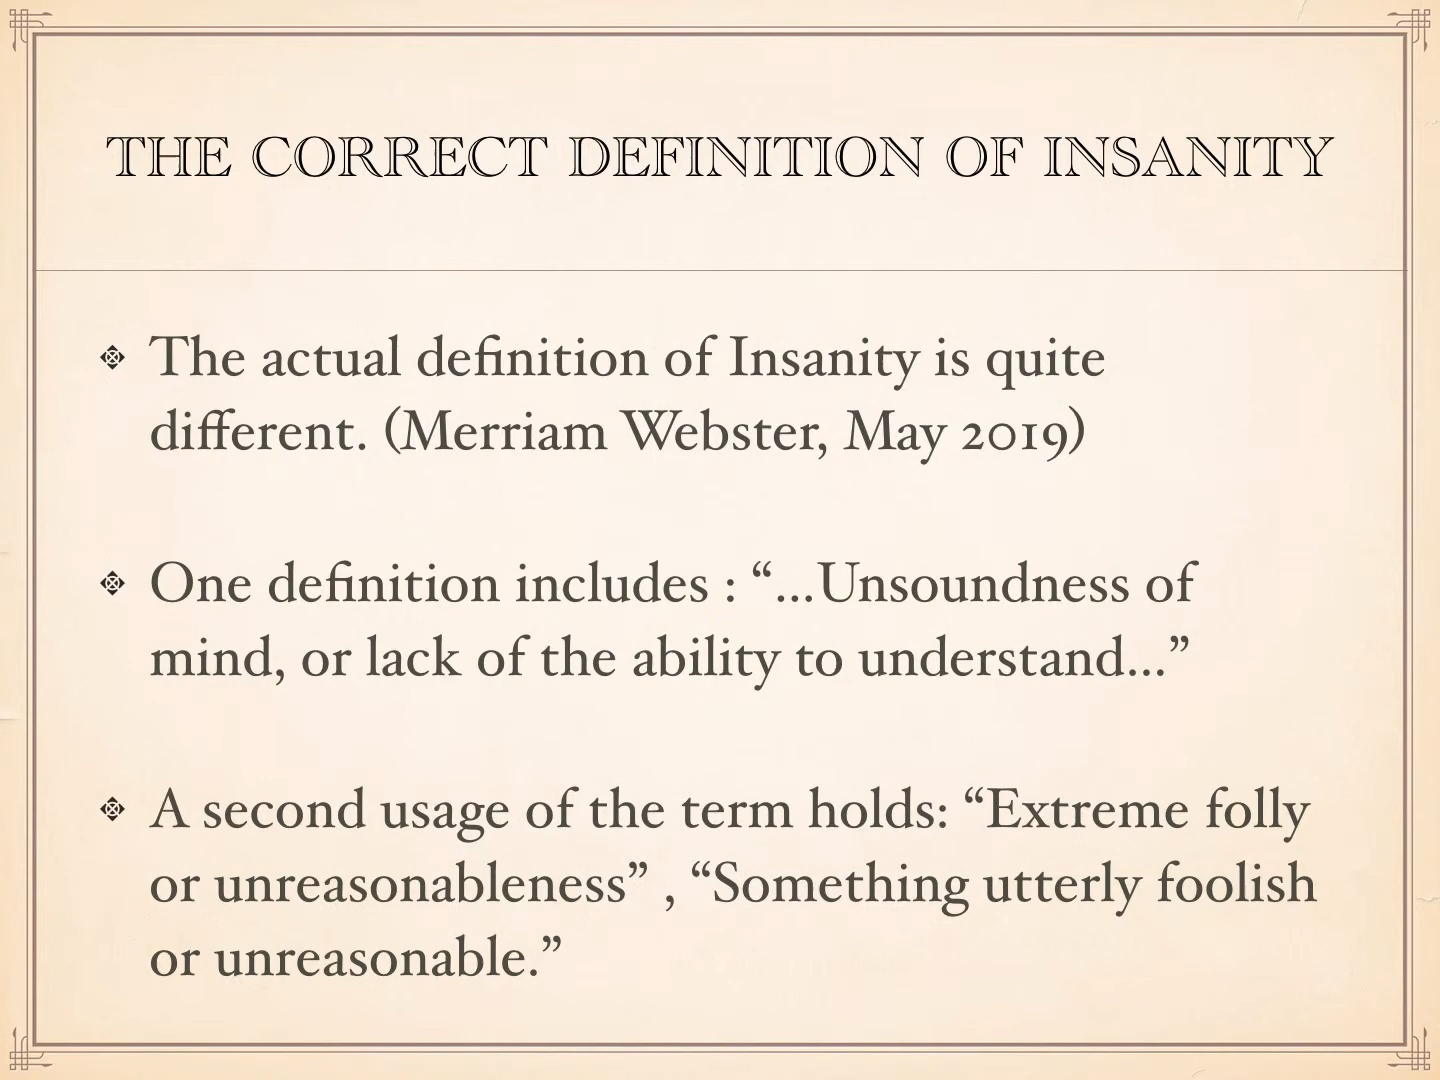 THE CORRECT DEFINITION OF INSANITY
The actual definition of Insanity is quite
different. (Merriam Webster, May 2019)
One definition includes : “...Unsoundness of
mind, or lack of the ability to understand...”
A second usage of the term holds: “Extreme folly
or unreasonableness” , “Something utterly foolish
or unreasonable.”